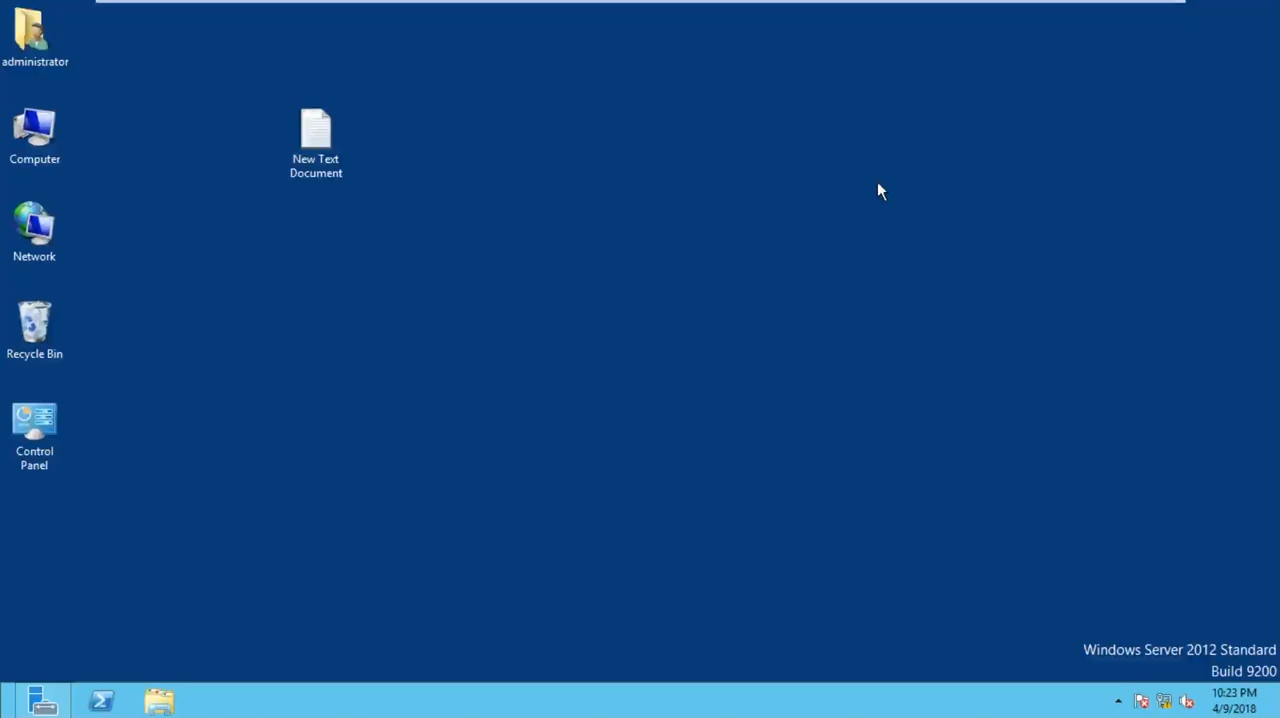 administrator
Computer
New Text
Document
Network
Recycle Bin
Control
Panel
Windows Server 2012 Standard
Build 9200
10:23 PM
4/9/2018